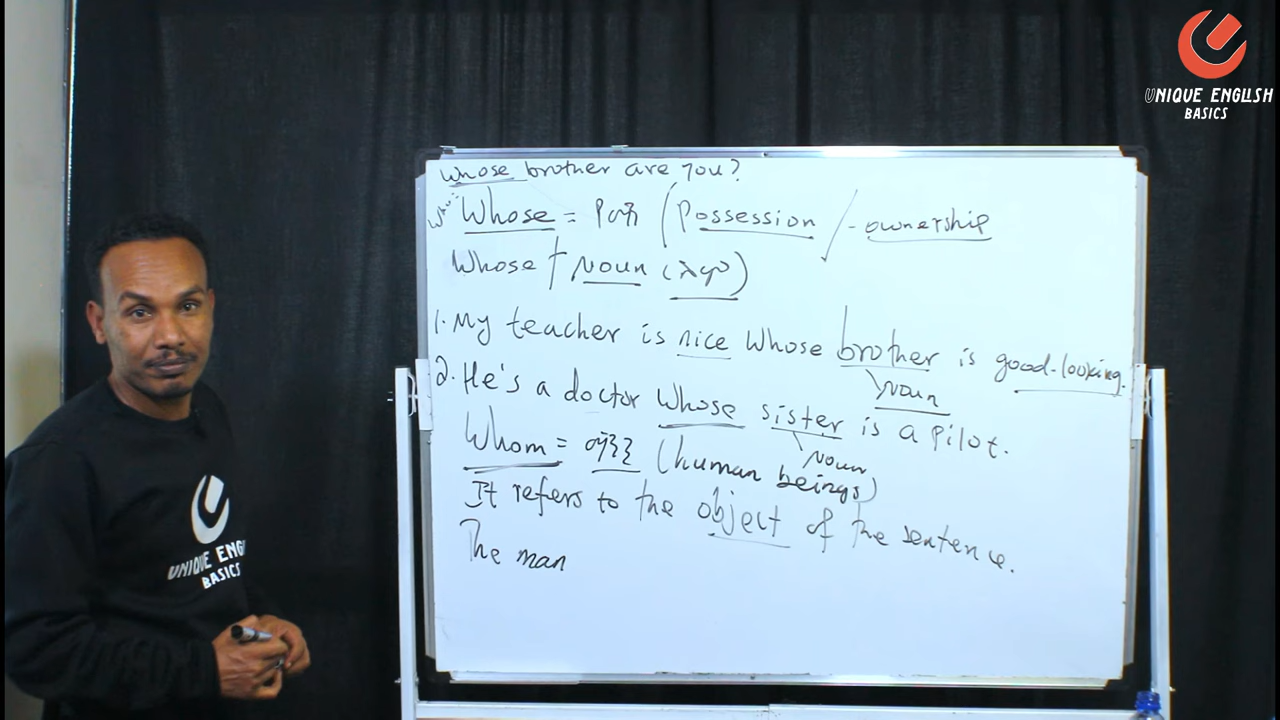 UNIQUE ENGLISH
BASICS
Whose brother are you?
Whose = የማን (possession / - ownership
Whose + Noun (ስም)
1. My teacher is nice whose brother is good-looking.
Noun
2. He's a doctor whose sister is a pilot.
Noun
Whom = ማንን (human beings)
It refers to the object of the sentence.
The man
UNIQUE ENG
BASICS